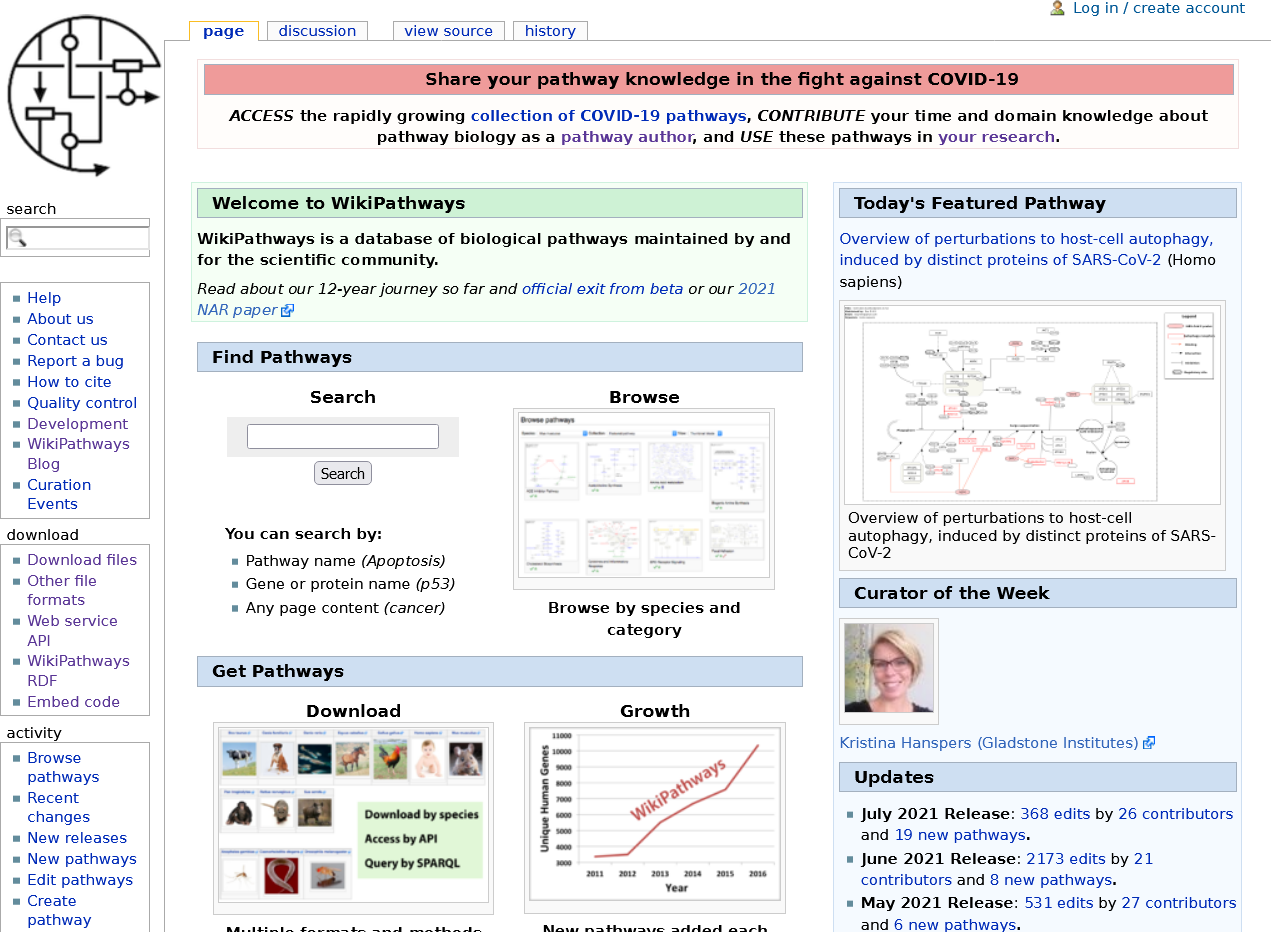 Log in / create account
page
discussion
view source
history
Share your pathway knowledge in the fight against COVID-19
ACCESS the rapidly growing collection of COVID-19 pathways, CONTRIBUTE your time and domain knowledge about
pathway biology as a pathway author, and USE these pathways in your research.
search
Help
About us
Contact us
Report a bug
How to cite
Quality control
Development
WikiPathways
Blog
Curation
Events
download
Download files
Other file
formats
Web service
API
WikiPathways
RDF
Embed code
activity
Browse
pathways
Recent
changes
New releases
New pathways
Edit pathways
Create
pathway
Welcome to WikiPathways
WikiPathways is a database of biological pathways maintained by and
for the scientific community.
Read about our 12-year journey so far and official exit from beta or our 2021
NAR paper
Find Pathways
Search
Search
You can search by:
Pathway name (Apoptosis)
Gene or protein name (p53)
Any page content (cancer)
Browse
Browse pathways
Browse by species and
category
Get Pathways
Download
Download by species
Access by API
Query by SPARQL
Multiple formats and methods
Growth
Unique Human Genes
11000
10000
9000
8000
7000
6000
5000
4000
3000
WikiPathways
2011 2012 2013 2014 2015 2016
Year
New pathways added each
Today's Featured Pathway
Overview of perturbations to host-cell autophagy,
induced by distinct proteins of SARS-CoV-2 (Homo
sapiens)
Legend
Overview of perturbations to host-cell
autophagy, induced by distinct proteins of SARS-
CoV-2
Curator of the Week
Kristina Hanspers (Gladstone Institutes)
Updates
July 2021 Release: 368 edits by 26 contributors
and 19 new pathways.
June 2021 Release: 2173 edits by 21
contributors and 8 new pathways.
May 2021 Release: 531 edits by 27 contributors
and 6 new pathways.